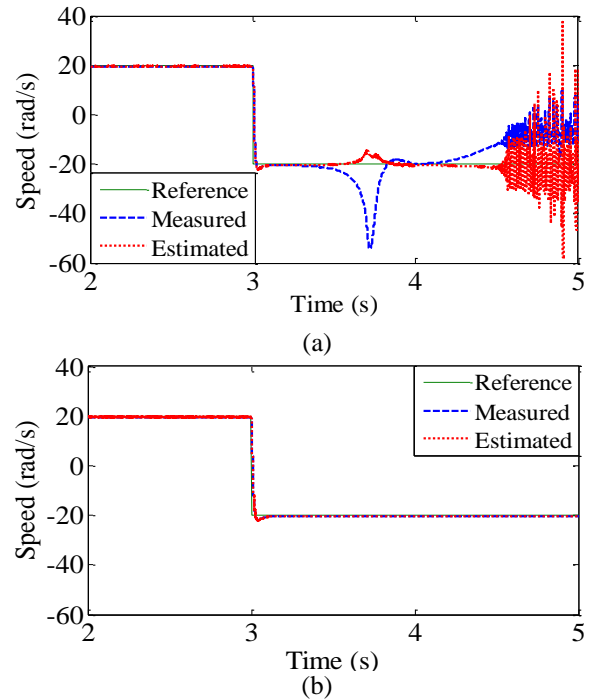 40
20
0
-20
-40
-60
Speed (rad/s)
Reference
Measured
Estimated
2
3
4
5
Time (s)
(a)
40
20
0
-20
-40
-60
Speed (rad/s)
Reference
Measured
Estimated
2
3
4
5
Time (s)
(b)